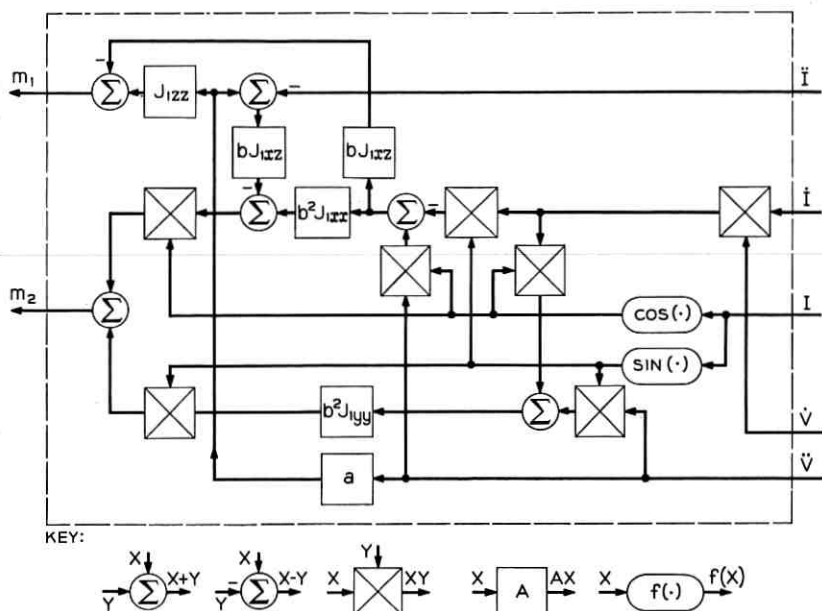 m₁
−
Σ
J₁zz
Σ
−
Ï
bJ₁xz
bJ₁xz
−
Σ
b²J₁xx
Σ
−
İ
m₂
Σ
COS(·)
I
SIN(·)
b²J₁yy
Σ
V̇
a
V̈
KEY:
X
Y
Σ
X+Y
X
Y
−
Σ
X-Y
Y
X
XY
X
A
AX
X
f(·)
f(X)